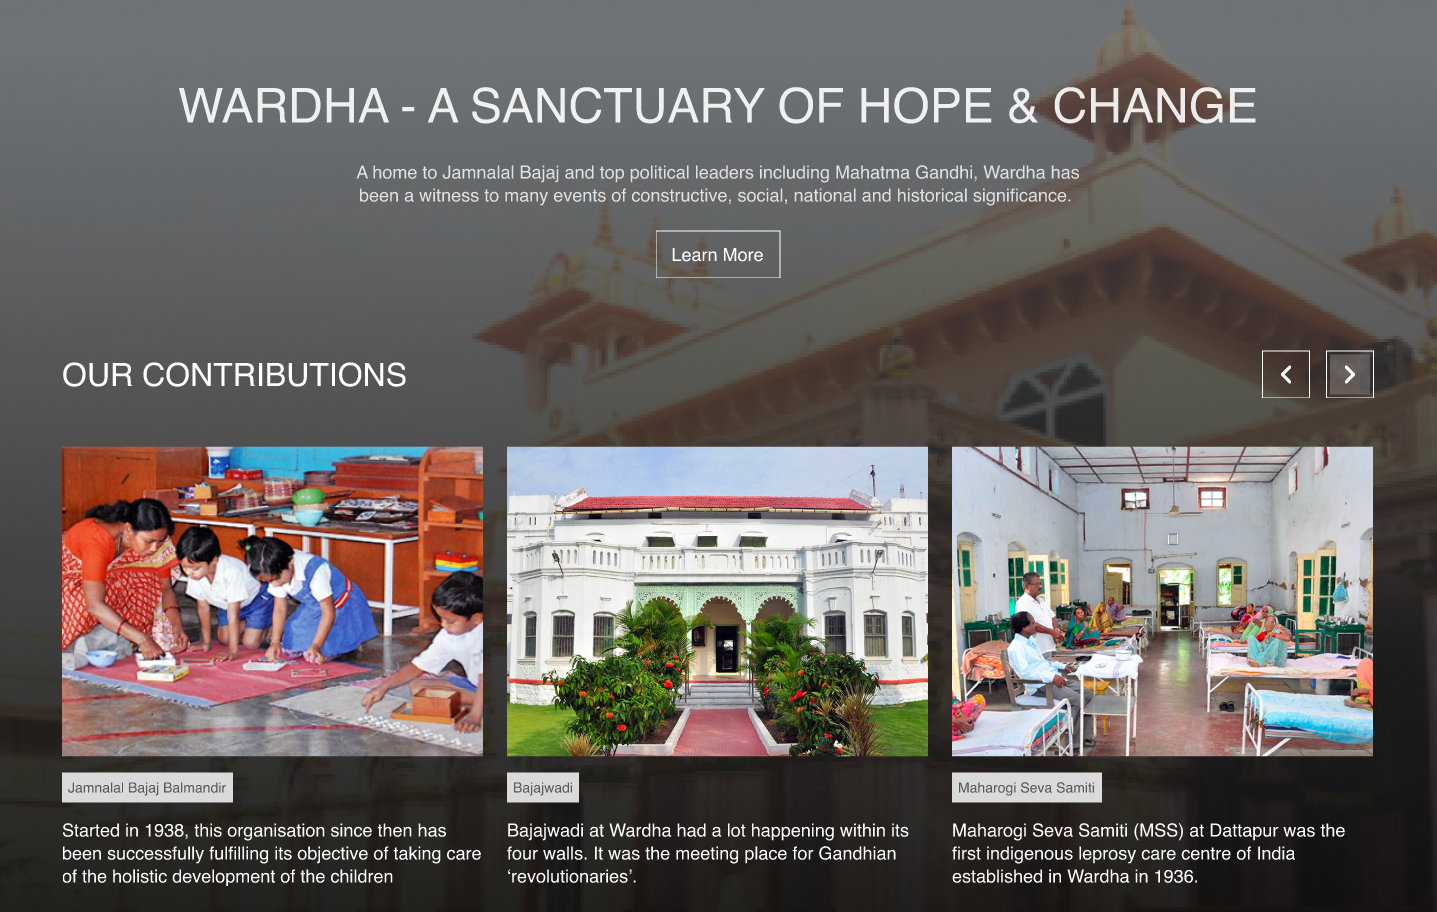 WARDHA - A SANCTUARY OF HOPE & CHANGE
A home to Jamnalal Bajaj and top political leaders including Mahatma Gandhi, Wardha has
been a witness to many events of constructive, social, national and historical significance.
Learn More
OUR CONTRIBUTIONS
Jamnalal Bajaj Balmandir
Started in 1938, this organisation since then has
been successfully fulfilling its objective of taking care
of the holistic development of the children
Bajajwadi
Bajajwadi at Wardha had a lot happening within its
four walls. It was the meeting place for Gandhian
‘revolutionaries’.
Maharogi Seva Samiti
Maharogi Seva Samiti (MSS) at Dattapur was the
first indigenous leprosy care centre of India
established in Wardha in 1936.